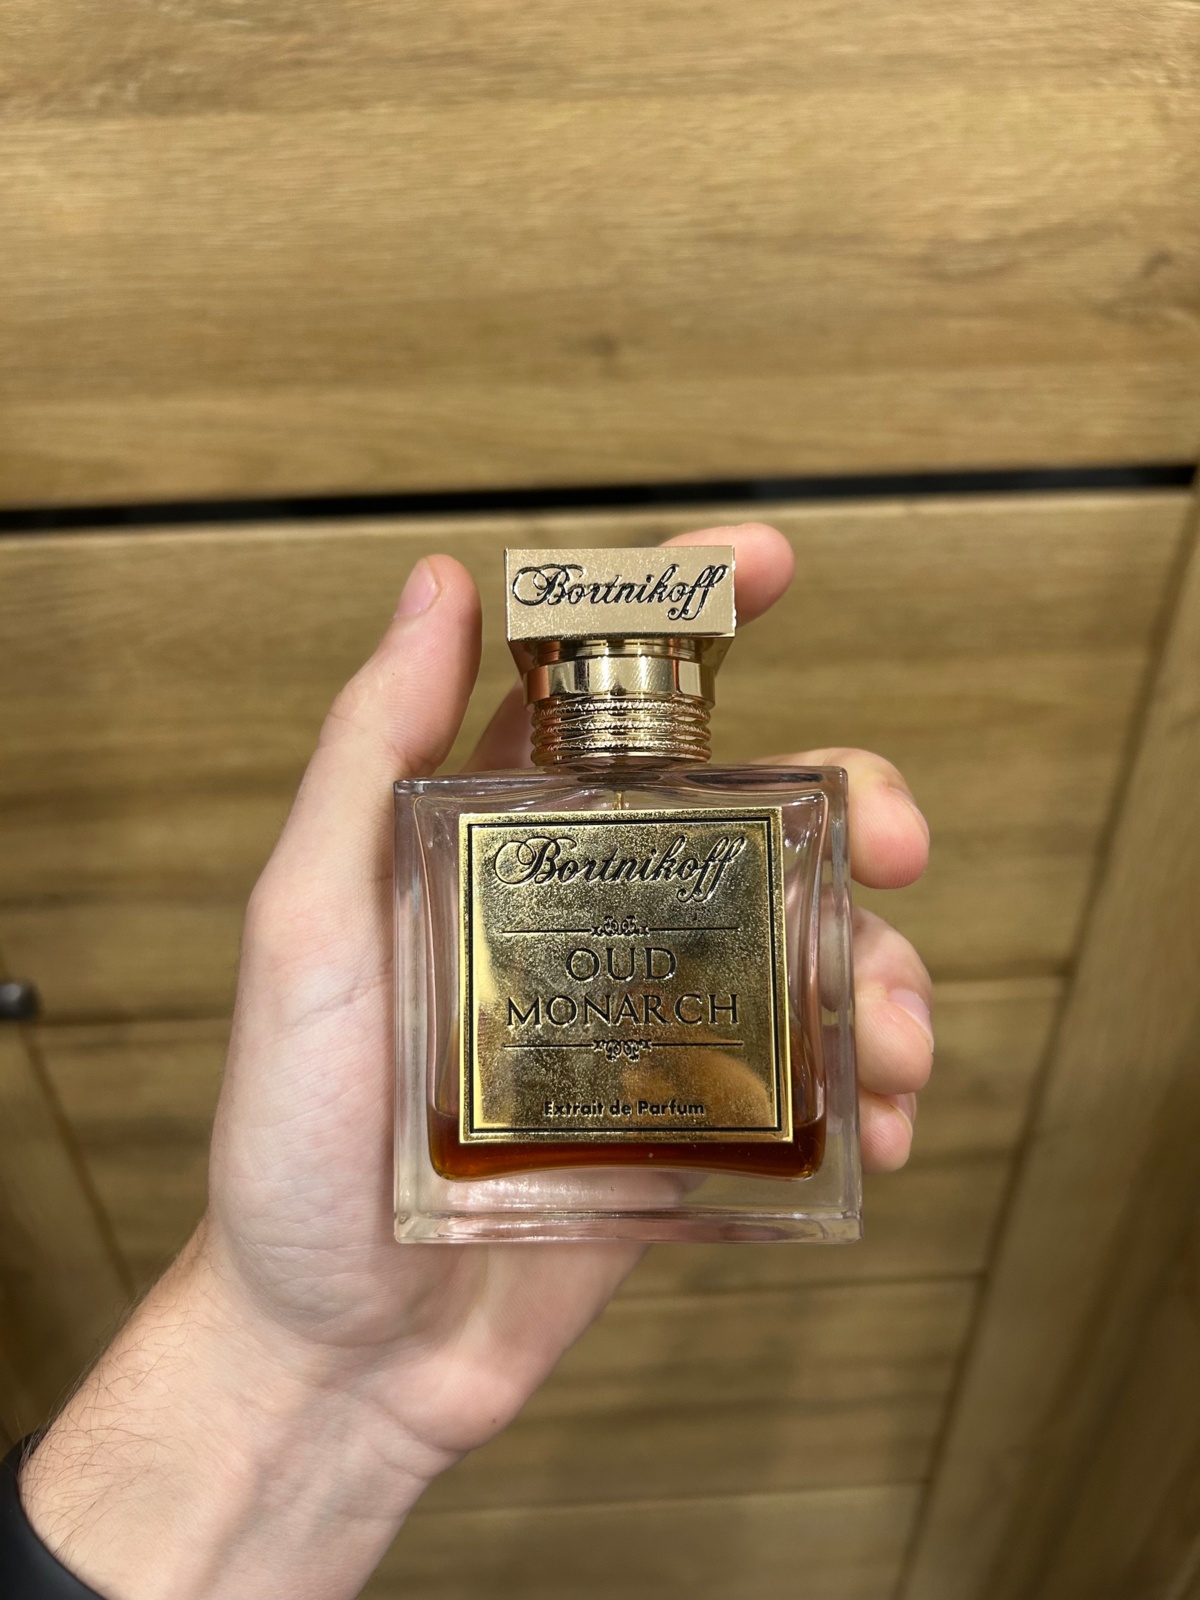 Bortnikoff
Bortnikoff
OUD
MONARCH
Extrait de Parfum